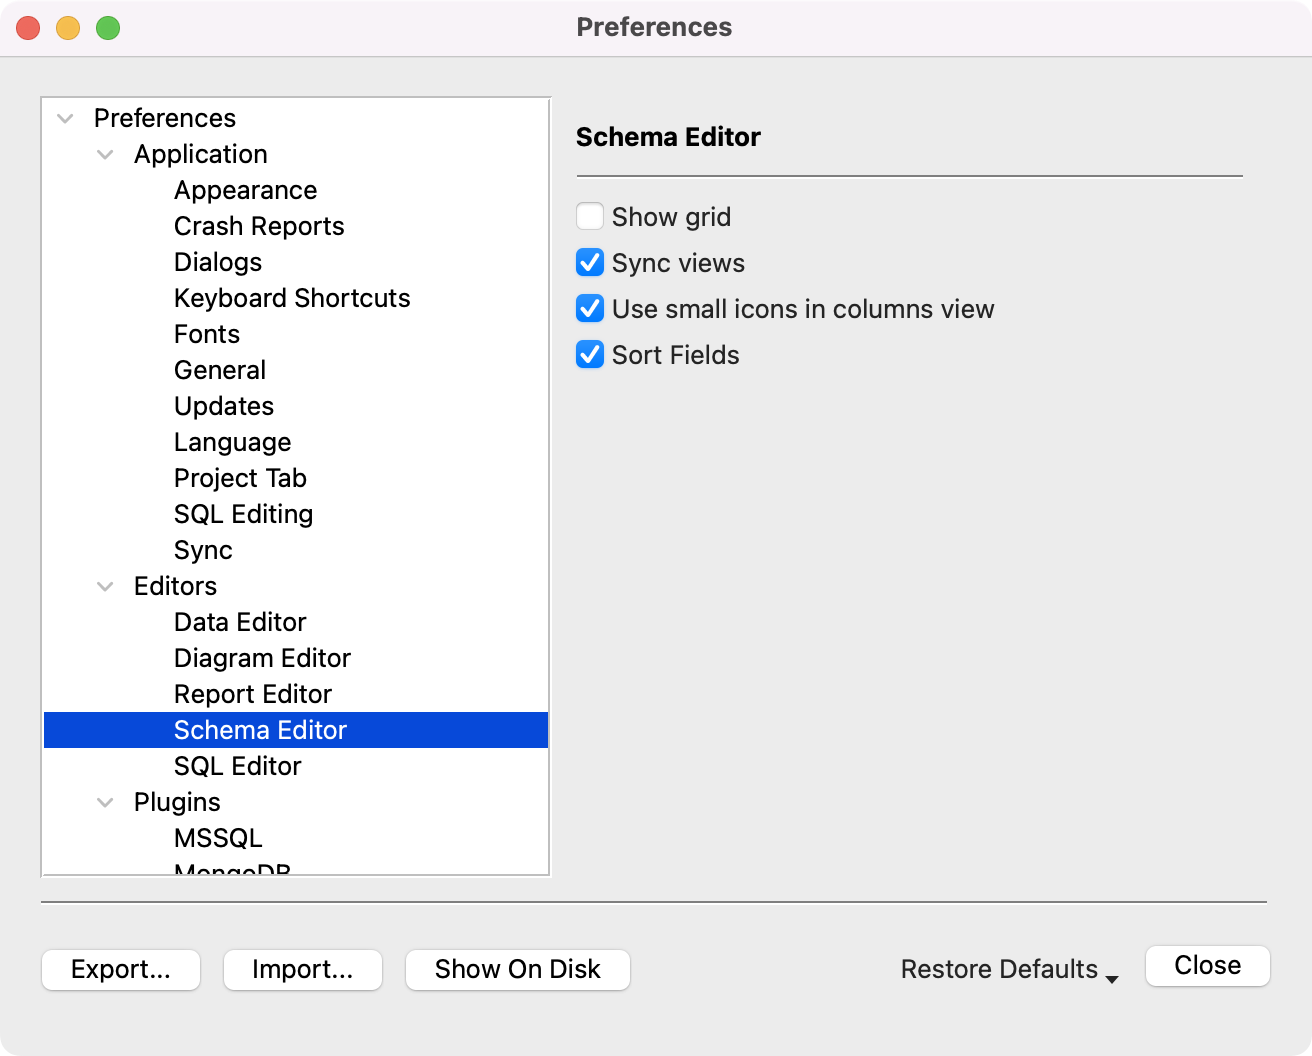 Preferences
Preferences
Application
Appearance
Crash Reports
Dialogs
Keyboard Shortcuts
Fonts
General
Updates
Language
Project Tab
SQL Editing
Sync
Editors
Data Editor
Diagram Editor
Report Editor
Schema Editor
SQL Editor
Plugins
MSSQL
MongoDB
Schema Editor
Show grid
Sync views
Use small icons in columns view
Sort Fields
Export...
Import...
Show On Disk
Restore Defaults
Close